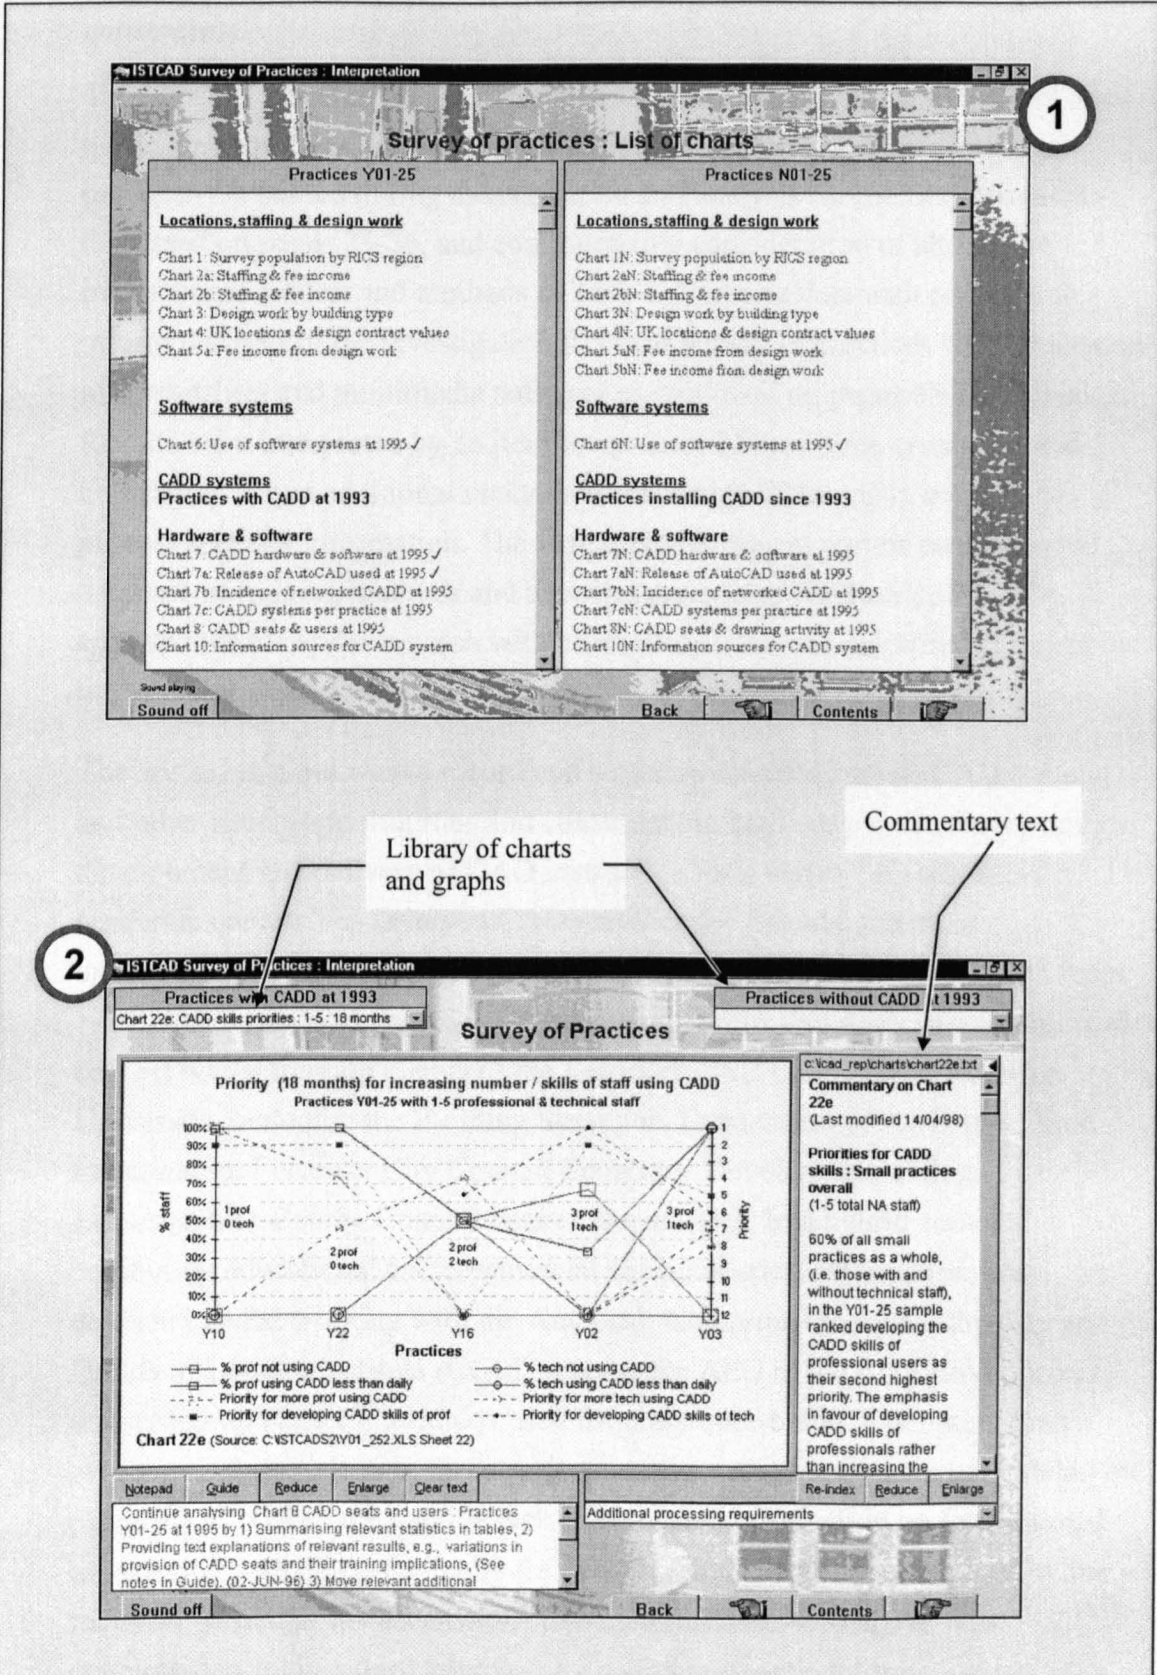 ISTCAD Survey of Practices : Interpretation
1
Survey of practices : List of charts
Practices Y01-25
Locations,staffing & design work
Chart 1: Survey population by RICS region
Chart 2a: Staffing & fee income
Chart 2b: Staffing & fee income
Chart 3: Design work by building type
Chart 4: UK locations & design contract values
Chart 5a: Fee income from design work
Software systems
Chart 6: Use of software systems at 1995 ✓
CADD systems
Practices with CADD at 1993
Hardware & software
Chart 7: CADD hardware & software at 1995 ✓
Chart 7a: Release of AutoCAD used at 1995 ✓
Chart 7b: Incidence of networked CADD at 1995
Chart 7c: CADD systems per practice at 1995
Chart 8: CADD seats & users at 1995
Chart 10: Information sources for CADD system
Practices N01-25
Locations,staffing & design work
Chart 1N: Survey population by RICS region
Chart 2aN: Staffing & fee income
Chart 2bN: Staffing & fee income
Chart 3N: Design work by building type
Chart 4N: UK locations & design contract values
Chart 5aN: Fee income from design work
Chart 5bN: Fee income from design work
Software systems
Chart 6N: Use of software systems at 1995 ✓
CADD systems
Practices installing CADD since 1993
Hardware & software
Chart 7N: CADD hardware & software at 1995
Chart 7aN: Release of AutoCAD used at 1995
Chart 7bN: Incidence of networked CADD at 1995
Chart 7cN: CADD systems per practice at 1995
Chart 8N: CADD seats & drawing activity at 1995
Chart 10N: Information sources for CADD system
Sound playing
Sound off
Back
Contents
Commentary text
Library of charts
and graphs
2
ISTCAD Survey of Practices : Interpretation
Practices with CADD at 1993
Chart 22e: CADD skills priorities : 1-5 : 18 months
Survey of Practices
Practices without CADD at 1993
Priority (18 months) for increasing number / skills of staff using CADD
Practices Y01-25 with 1-5 professional & technical staff
% staff
100%
90%
80%
70%
60%
50%
40%
30%
20%
10%
0%
1 prof
0 tech
2 prof
0 tech
2 prof
2 tech
3 prof
1 tech
3 prof
1 tech
1
2
3
4
5
6
7
8
9
10
11
12
Priority
Y10 Y22 Y16 Y02 Y03
Practices
% prof not using CADD
% tech not using CADD
% prof using CADD less than daily
% tech using CADD less than daily
Priority for more prof using CADD
Priority for more tech using CADD
Priority for developing CADD skills of prof
Priority for developing CADD skills of tech
Chart 22e (Source: C:\ISTCADS2\Y01_252.XLS Sheet 22)
c:\icad_rep\charts\chart22e.txt
Commentary on Chart
22e
(Last modified 14/04/98)
Priorities for CADD
skills : Small practices
overall
(1-5 total NA staff)
60% of all small
practices as a whole,
(i.e. those with and
without technical staff),
in the Y01-25 sample
ranked developing the
CADD skills of
professional users as
their second highest
priority. The emphasis
in favour of developing
CADD skills of
professionals rather
than increasing the
Notepad Guide Reduce Enlarge Clear text
Re-index Reduce Enlarge
Continue analysing Chart 8 CADD seats and users : Practices
Y01-25 at 1995 by 1) Summarising relevant statistics in tables, 2)
Providing text explanations of relevant results, e.g., variations in
provision of CADD seats and their training implications, (See
notes in Guide). (02-JUN-96) 3) Move relevant additional
Additional processing requirements
Sound off
Back
Contents